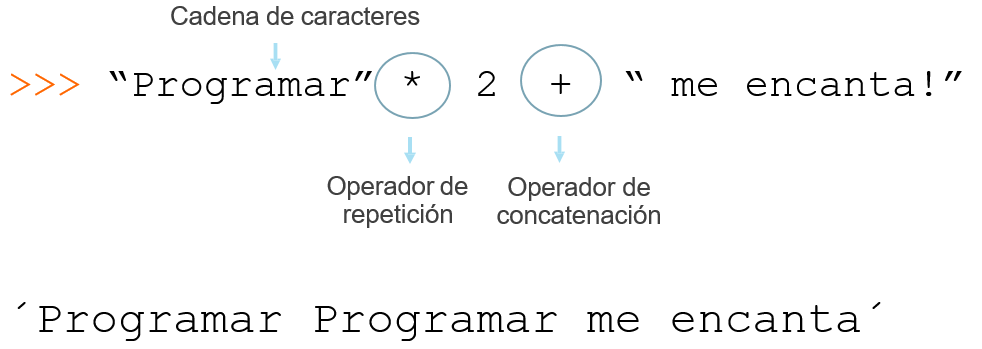 Cadena de caracteres
>>> “Programar” * 2 + “ me encanta!”
Operador de repetición
Operador de concatenación
´Programar Programar me encanta´